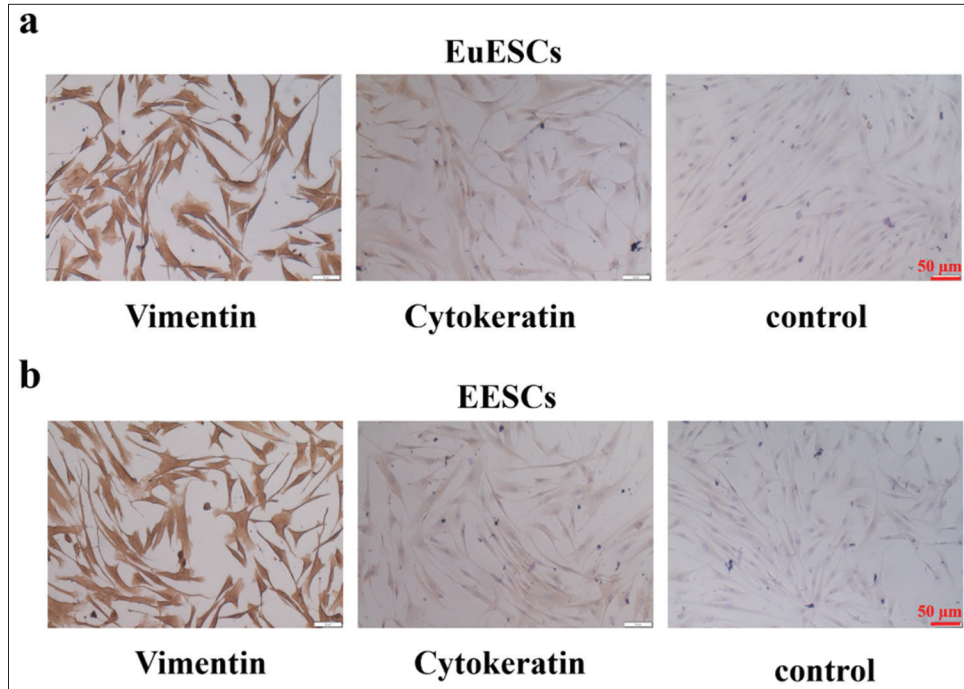 a
EuESCs
50 μm
Vimentin
Cytokeratin
control
b
EESCs
50 μm
Vimentin
Cytokeratin
control